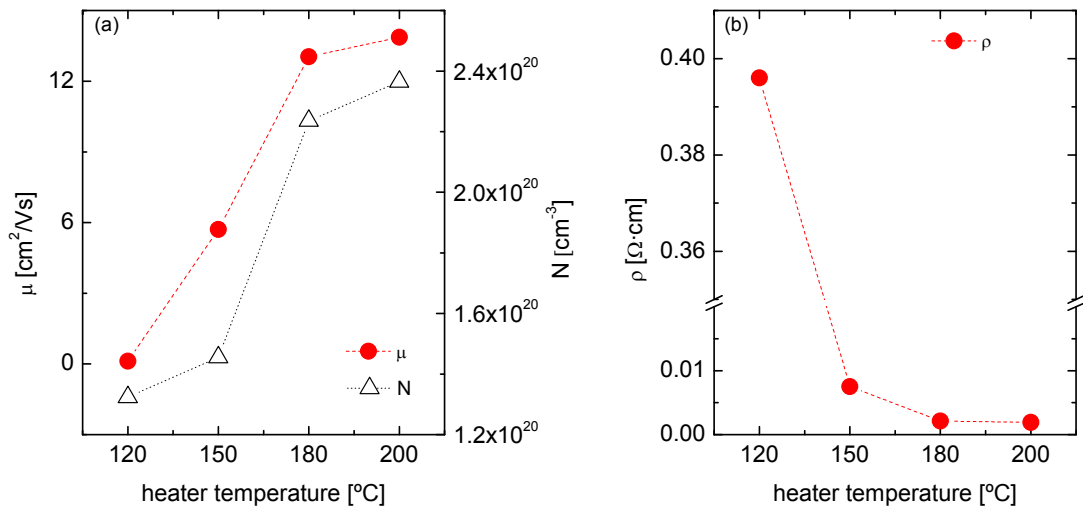 (a)
μ [cm²/Vs]
12
6
0
2.4x10²⁰
2.0x10²⁰
1.6x10²⁰
1.2x10²⁰
N [cm⁻³]
μ
N
120 150 180 200
heater temperature [ºC]
(b)
ρ
ρ [Ω·cm]
0.40
0.38
0.36
0.01
0.00
120 150 180 200
heater temperature [ºC]